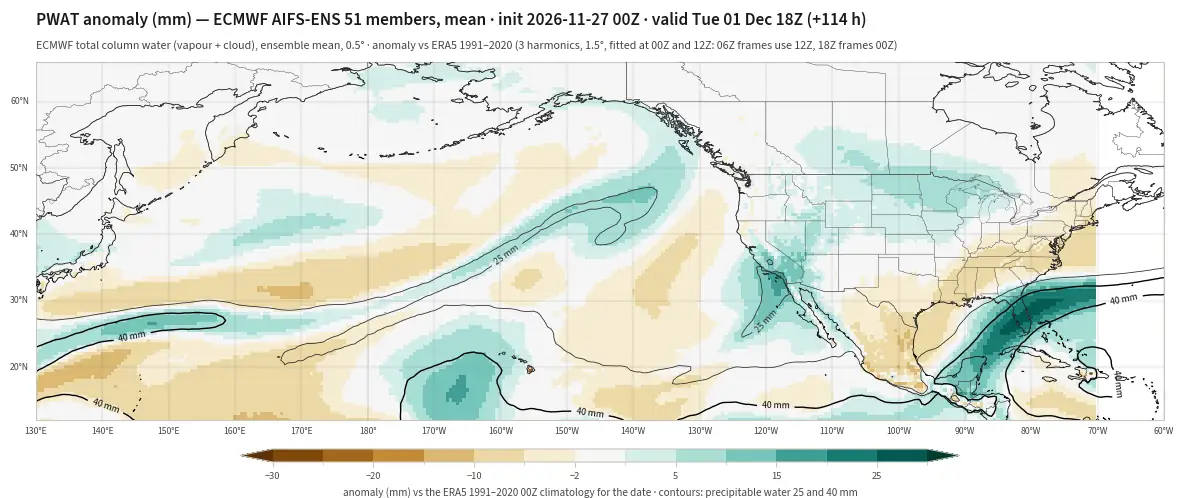 PWAT anomaly (mm) — ECMWF AIFS-ENS 51 members, mean · init 2026-11-27 00Z · valid Tue 01 Dec 18Z (+114 h)
ECMWF total column water (vapour + cloud), ensemble mean, 0.5° · anomaly vs ERA5 1991–2020 (3 harmonics, 1.5°, fitted at 00Z and 12Z: 06Z frames use 12Z, 18Z frames 00Z)
60°N
50°N
40°N
30°N
20°N
25 mm
25 mm
40 mm
40 mm
40 mm
40 mm
40 mm
40 mm
130°E 140°E 150°E 160°E 170°E 180° 170°W 160°W 150°W 140°W 130°W 120°W 110°W 100°W 90°W 80°W 70°W 60°W
−30 −20 −10 −2 5 15 25
anomaly (mm) vs the ERA5 1991–2020 00Z climatology for the date · contours: precipitable water 25 and 40 mm